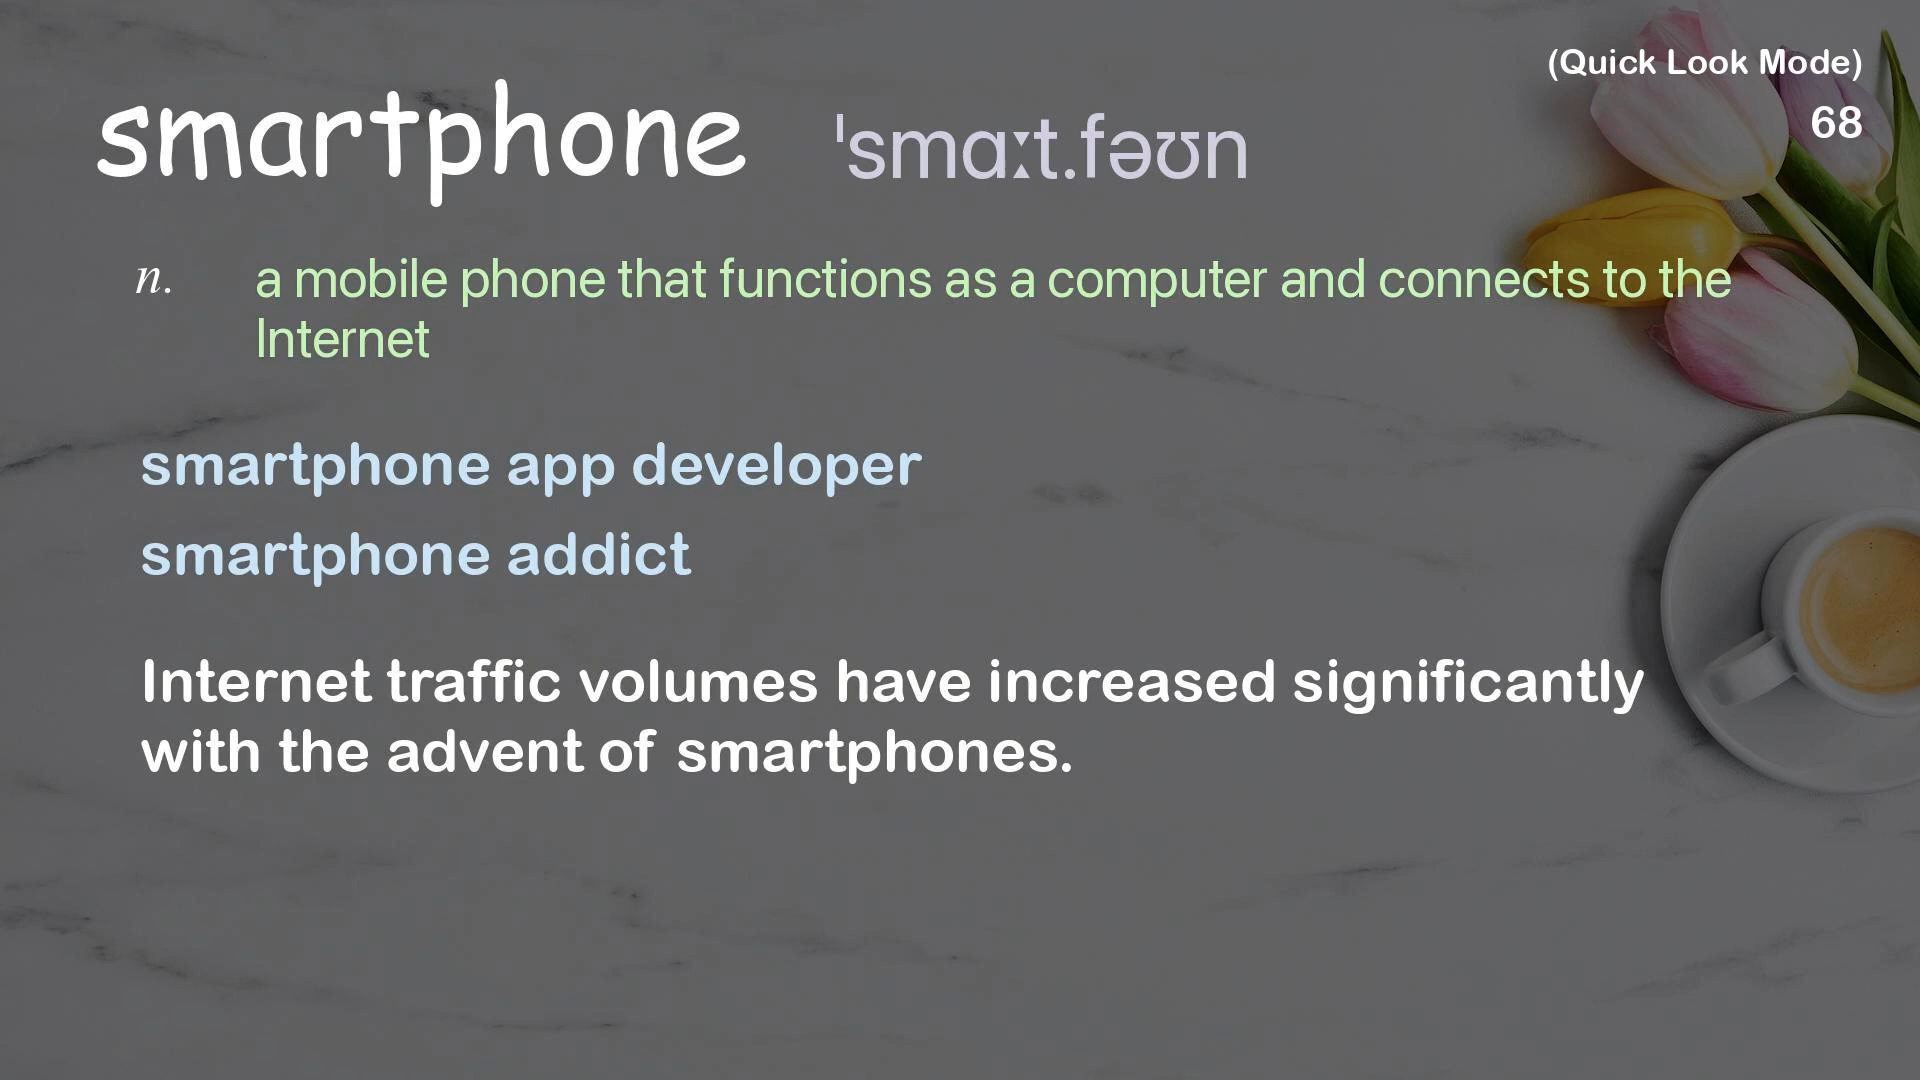 (Quick Look Mode)
68
smartphone ˈsmɑːt.fəʊn
n. a mobile phone that functions as a computer and connects to the
Internet
smartphone app developer
smartphone addict
Internet traffic volumes have increased significantly
with the advent of smartphones.